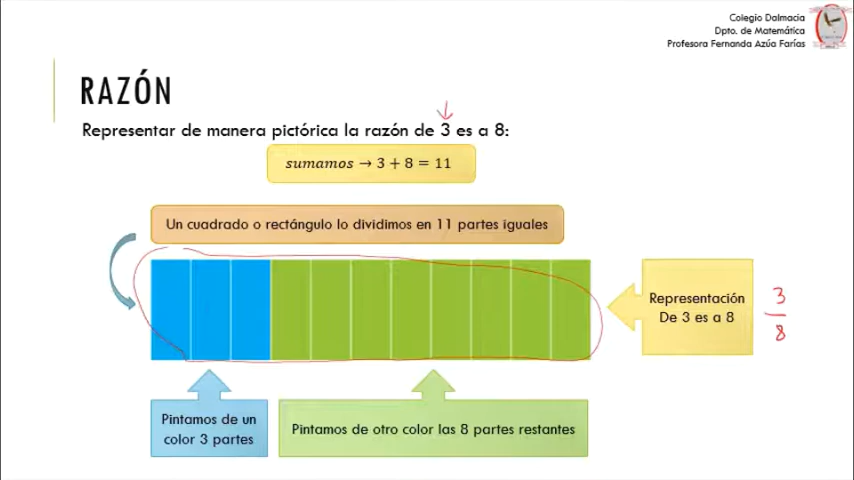 Colegio Dalmacia
Dpto. de Matemática
Profesora Fernanda Azúa Farías
RAZÓN
Representar de manera pictórica la razón de 3 es a 8:
sumamos → 3 + 8 = 11
Un cuadrado o rectángulo lo dividimos en 11 partes iguales
Representación
De 3 es a 8
3
8
Pintamos de un
color 3 partes
Pintamos de otro color las 8 partes restantes